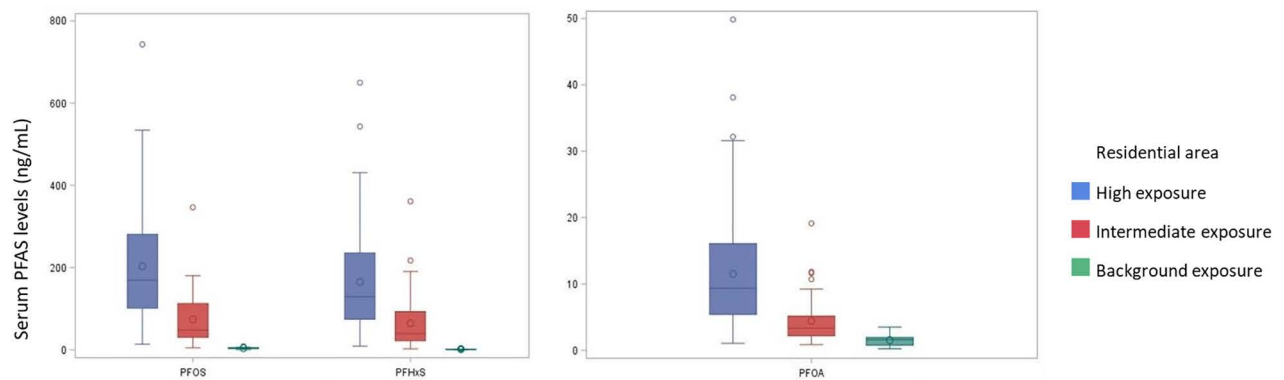 Serum PFAS levels (ng/mL)
800
600
400
200
0
PFOS
PFHxS
50
40
30
20
10
0
PFOA
Residential area
High exposure
Intermediate exposure
Background exposure